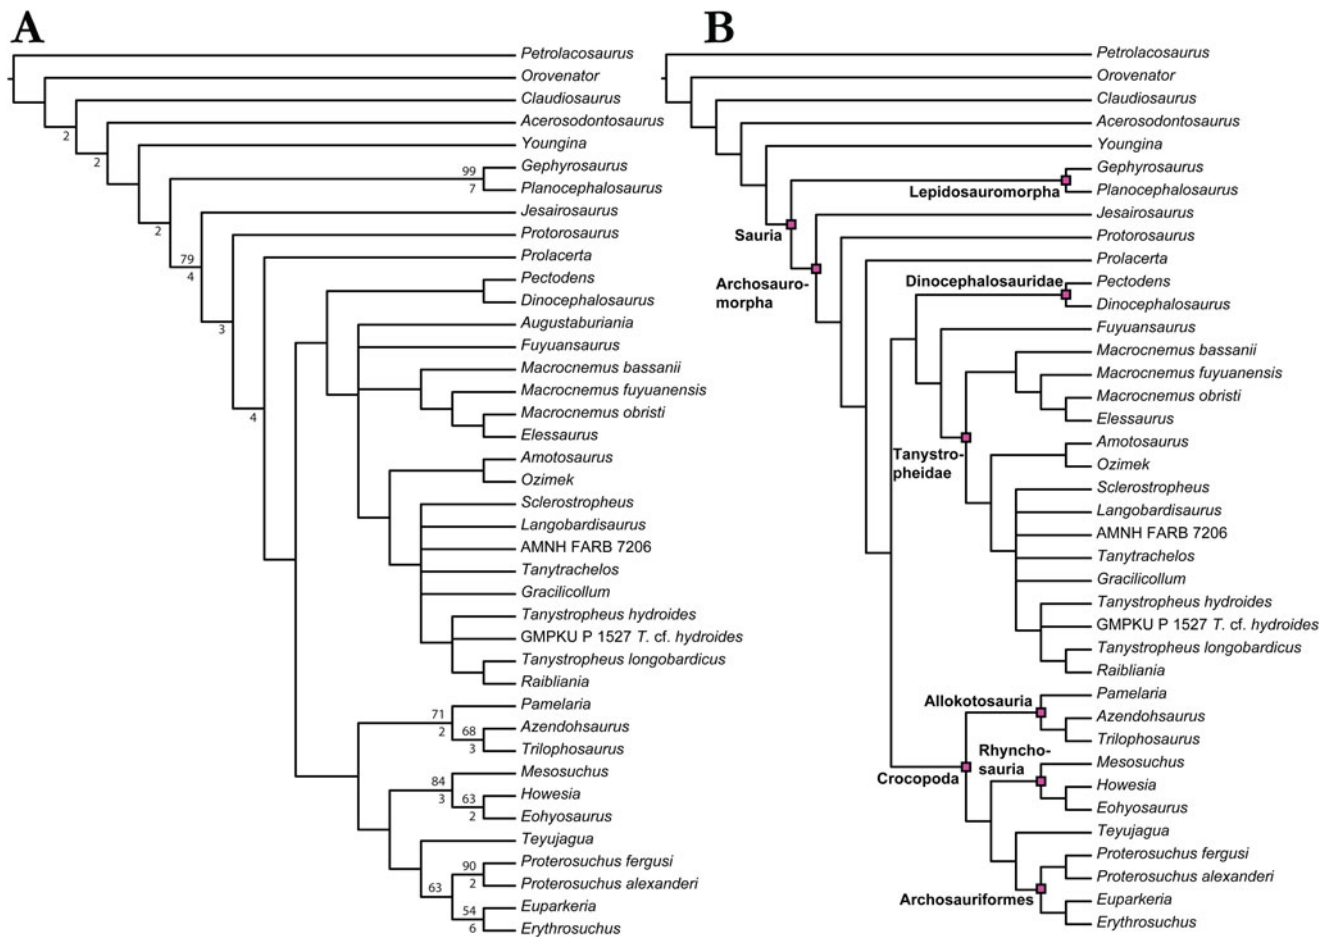 A
Petrolacosaurus
Orovenator
Claudiosaurus
2
Acerosodontosaurus
2
Youngina
99
Gephyrosaurus
7
Planocephalosaurus
2
Jesairosaurus
79
4
Protorosaurus
3
Prolacerta
4
Pectodens
Dinocephalosaurus
Augustaburiania
Fuyuansaurus
Macrocnemus bassanii
Macrocnemus fuyuanensis
Macrocnemus obristi
Elessaurus
Amotosaurus
Ozimek
Sclerostropheus
Langobardisaurus
AMNH FARB 7206
Tanytrachelos
Gracilicollum
Tanystropheus hydroides
GMPKU P 1527 T. cf. hydroides
Tanystropheus longobardicus
Raibliania
Pamelaria
71
2
68
Azendohsaurus
3
Trilophosaurus
Mesosuchus
84
3
63
Howesia
2
Eohyosaurus
Teyujagua
63
90
Proterosuchus fergusi
2
Proterosuchus alexanderi
54
Euparkeria
6
Erythrosuchus
B
Petrolacosaurus
Orovenator
Claudiosaurus
Acerosodontosaurus
Youngina
Gephyrosaurus
Lepidosauromorpha
Planocephalosaurus
Sauria
Jesairosaurus
Protorosaurus
Archosauro-
morpha
Prolacerta
Dinocephalosauridae
Pectodens
Dinocephalosaurus
Fuyuansaurus
Macrocnemus bassanii
Macrocnemus fuyuanensis
Macrocnemus obristi
Elessaurus
Tanystro-
pheidae
Amotosaurus
Ozimek
Sclerostropheus
Langobardisaurus
AMNH FARB 7206
Tanytrachelos
Gracilicollum
Tanystropheus hydroides
GMPKU P 1527 T. cf. hydroides
Tanystropheus longobardicus
Raibliania
Allokotosauria
Pamelaria
Azendohsaurus
Trilophosaurus
Crocopoda
Rhyncho-
sauria
Mesosuchus
Howesia
Eohyosaurus
Teyujagua
Archosauriformes
Proterosuchus fergusi
Proterosuchus alexanderi
Euparkeria
Erythrosuchus